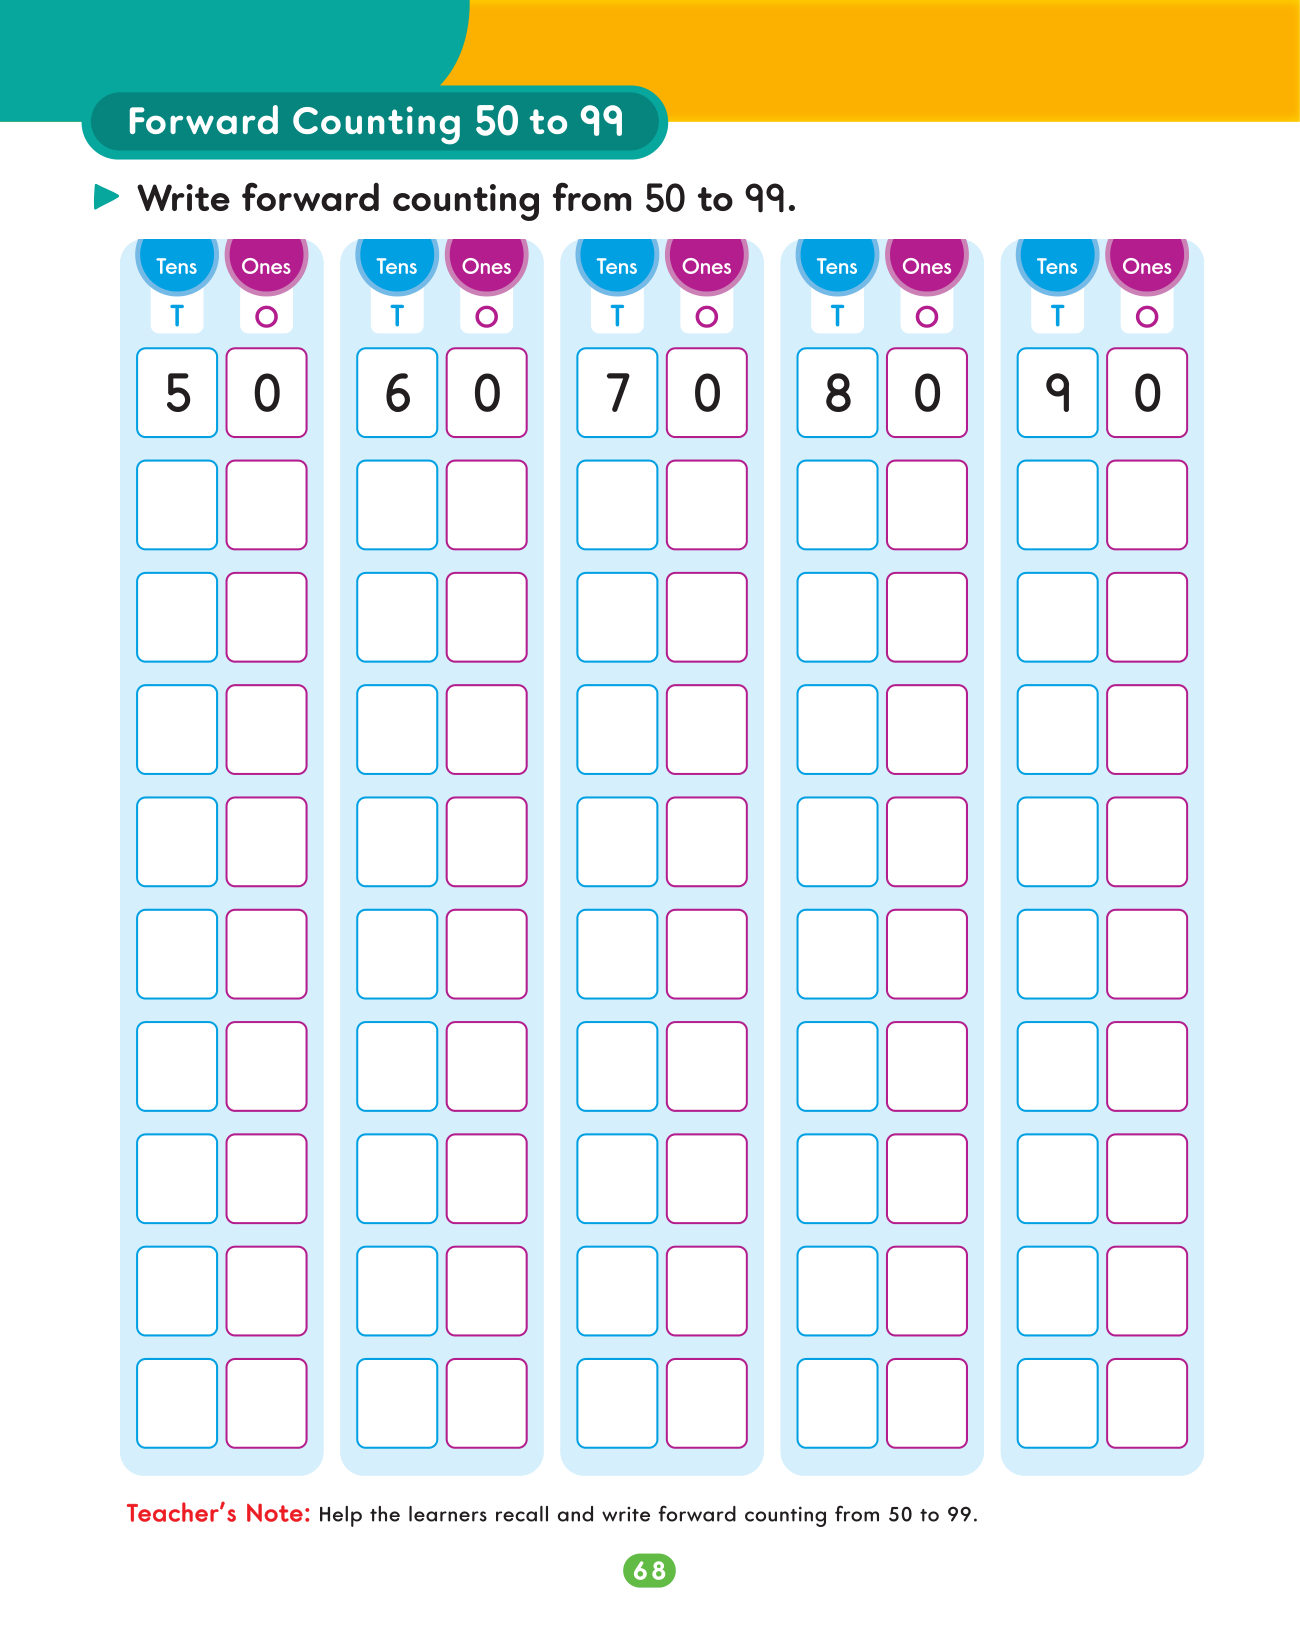 Forward Counting 50 to 99
Write forward counting from 50 to 99.
Tens Ones Tens Ones Tens Ones Tens Ones Tens Ones
T O T O T O T O T O
5 0 6 0 7 0 8 0 9 0
Teacher's Note: Help the learners recall and write forward counting from 50 to 99.
68